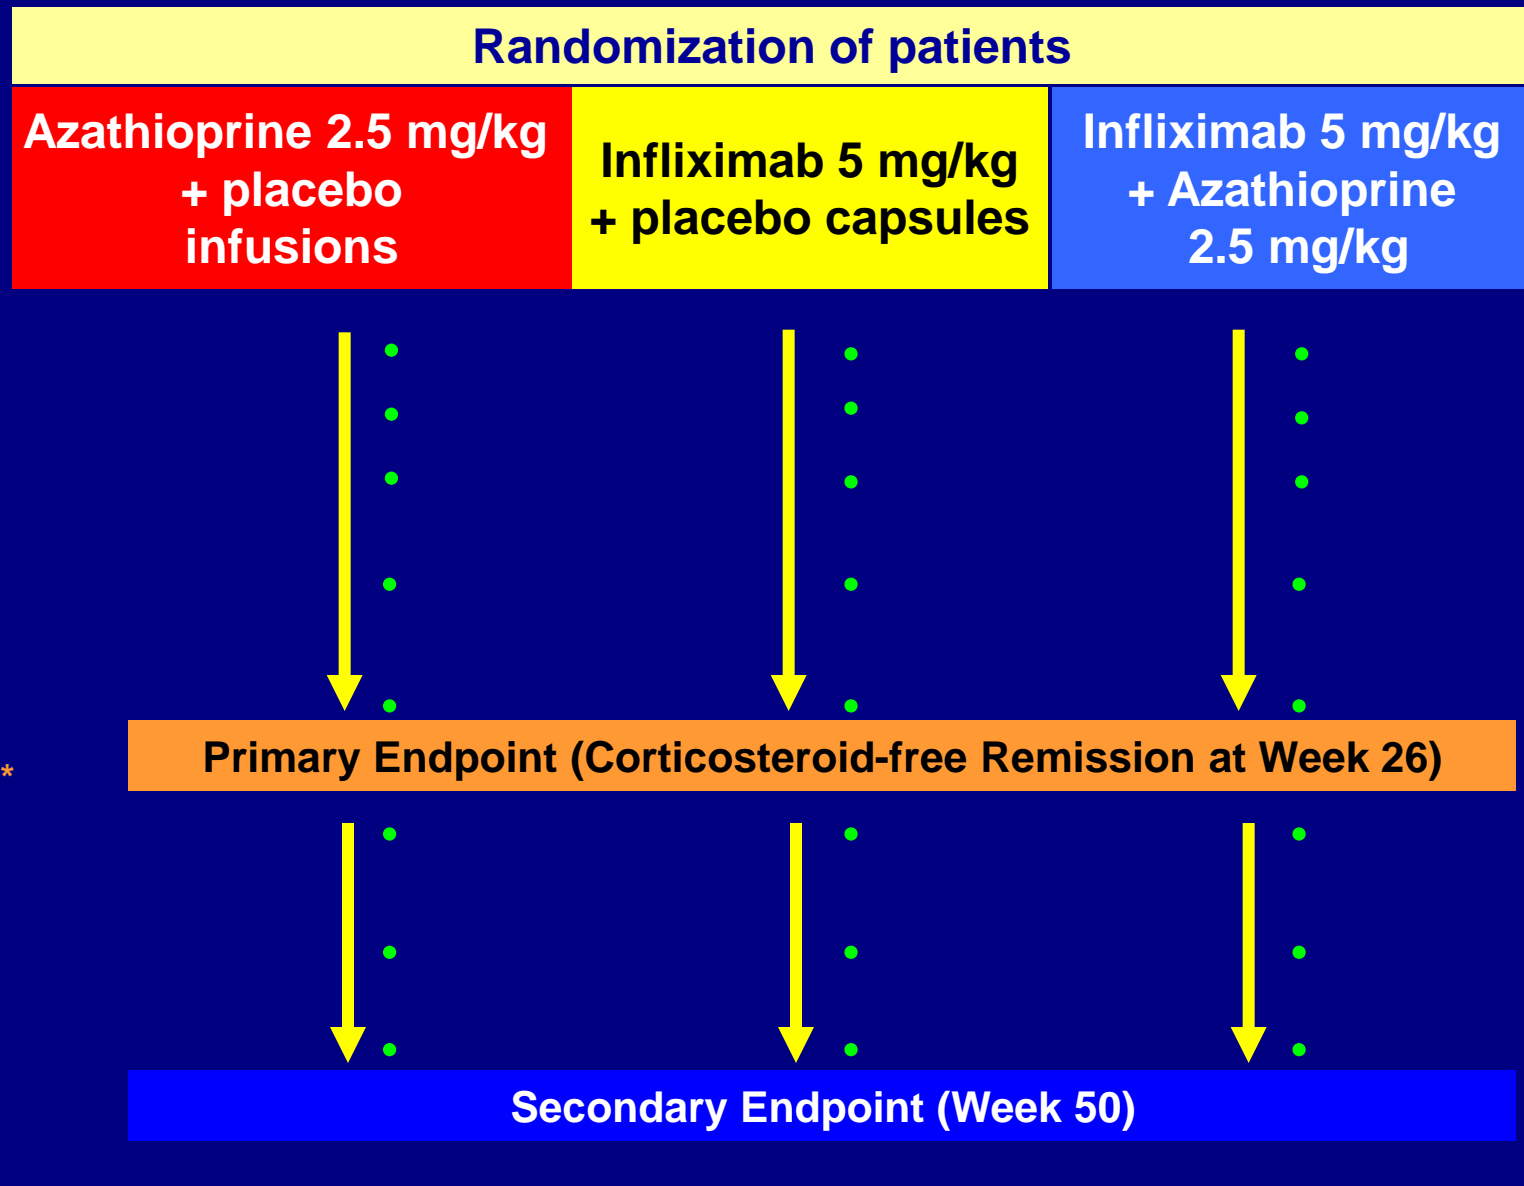 Randomization of patients
Azathioprine 2.5 mg/kg
+ placebo
infusions
Infliximab 5 mg/kg
+ placebo capsules
Infliximab 5 mg/kg
+ Azathioprine
2.5 mg/kg
* Primary Endpoint (Corticosteroid-free Remission at Week 26)
Secondary Endpoint (Week 50)